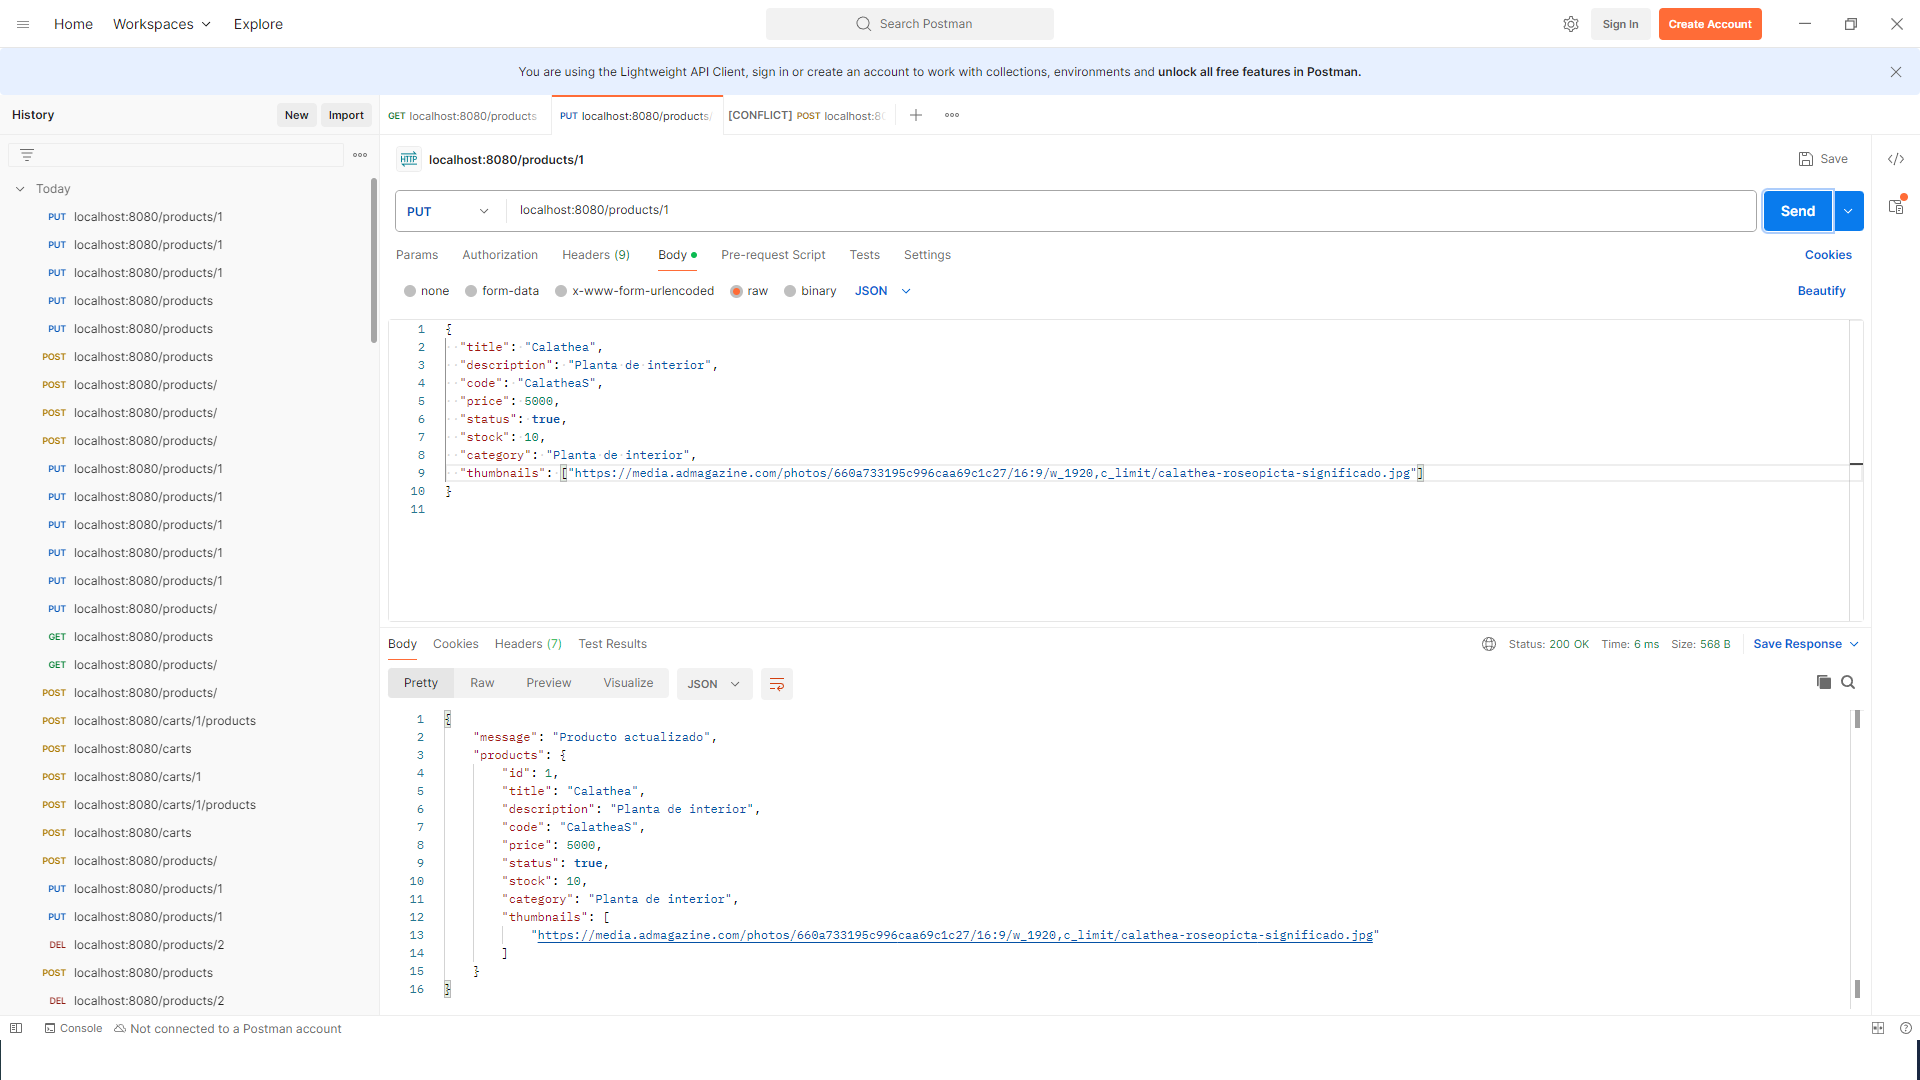 Home Workspaces Explore Search Postman Sign In Create Account
You are using the Lightweight API Client, sign in or create an account to work with collections, environments and unlock all free features in Postman.
History New Import
GET localhost:8080/products PUT localhost:8080/products/ [CONFLICT] POST localhost:80
HTTP localhost:8080/products/1 Save
Today
PUT localhost:8080/products/1
PUT localhost:8080/products/1
PUT localhost:8080/products/1
PUT localhost:8080/products
PUT localhost:8080/products
POST localhost:8080/products
POST localhost:8080/products/
POST localhost:8080/products/
POST localhost:8080/products/
PUT localhost:8080/products/1
PUT localhost:8080/products/1
PUT localhost:8080/products/1
PUT localhost:8080/products/1
PUT localhost:8080/products/1
PUT localhost:8080/products/
GET localhost:8080/products
GET localhost:8080/products/
POST localhost:8080/products/
POST localhost:8080/carts/1/products
POST localhost:8080/carts
POST localhost:8080/carts/1
POST localhost:8080/carts/1/products
POST localhost:8080/carts
POST localhost:8080/products/
PUT localhost:8080/products/1
PUT localhost:8080/products/1
DEL localhost:8080/products/2
POST localhost:8080/products
DEL localhost:8080/products/2
PUT localhost:8080/products/1 Send
Params Authorization Headers (9) Body Pre-request Script Tests Settings Cookies
none form-data x-www-form-urlencoded raw binary JSON Beautify
1 {
2 "title": "Calathea",
3 "description": "Planta de interior",
4 "code": "CalatheaS",
5 "price": 5000,
6 "status": true,
7 "stock": 10,
8 "category": "Planta de interior",
9 "thumbnails": ["https://media.admagazine.com/photos/660a733195c996caa69c1c27/16:9/w_1920,c_limit/calathea-roseopicta-significado.jpg"]
10 }
11
Body Cookies Headers (7) Test Results Status: 200 OK Time: 6 ms Size: 568 B Save Response
Pretty Raw Preview Visualize JSON
1 {
2 "message": "Producto actualizado",
3 "products": {
4 "id": 1,
5 "title": "Calathea",
6 "description": "Planta de interior",
7 "code": "CalatheaS",
8 "price": 5000,
9 "status": true,
10 "stock": 10,
11 "category": "Planta de interior",
12 "thumbnails": [
13 "https://media.admagazine.com/photos/660a733195c996caa69c1c27/16:9/w_1920,c_limit/calathea-roseopicta-significado.jpg"
14 ]
15 }
16 }
Console Not connected to a Postman account